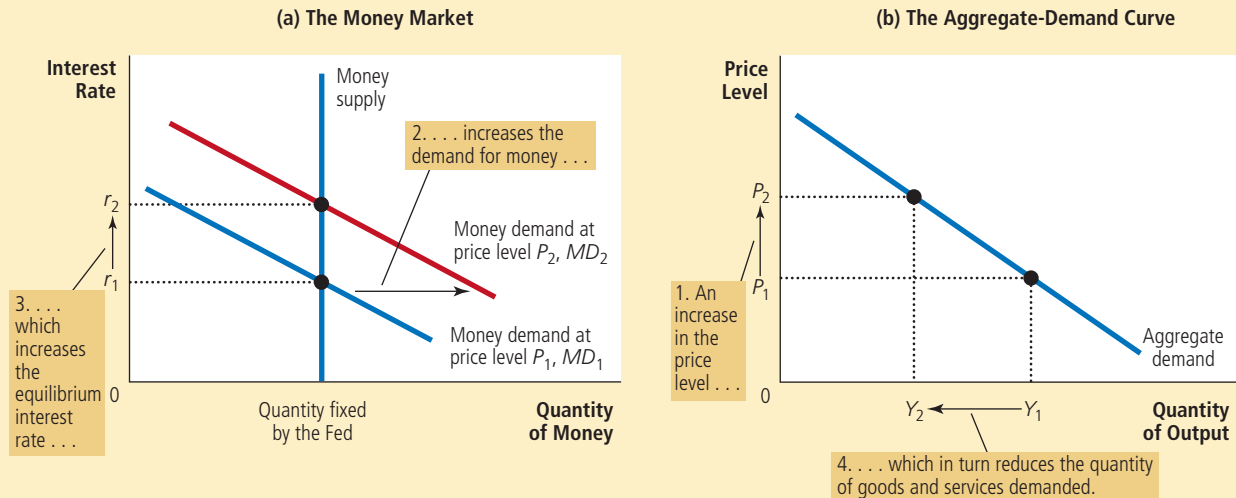 (a) The Money Market
Interest
Rate
Money
supply
2. . . . increases the
demand for money . . .
r2
Money demand at
price level P2, MD2
r1
3. . . .
which
increases
the
equilibrium
interest
rate . . .
Money demand at
price level P1, MD1
0
Quantity fixed
by the Fed
Quantity
of Money
(b) The Aggregate-Demand Curve
Price
Level
P2
P1
1. An
increase
in the
price
level . . .
Aggregate
demand
0
Y2
Y1
Quantity
of Output
4. . . . which in turn reduces the quantity
of goods and services demanded.